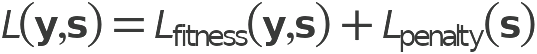 L(y,s) = L_fitness(y,s) + L_penalty(s)